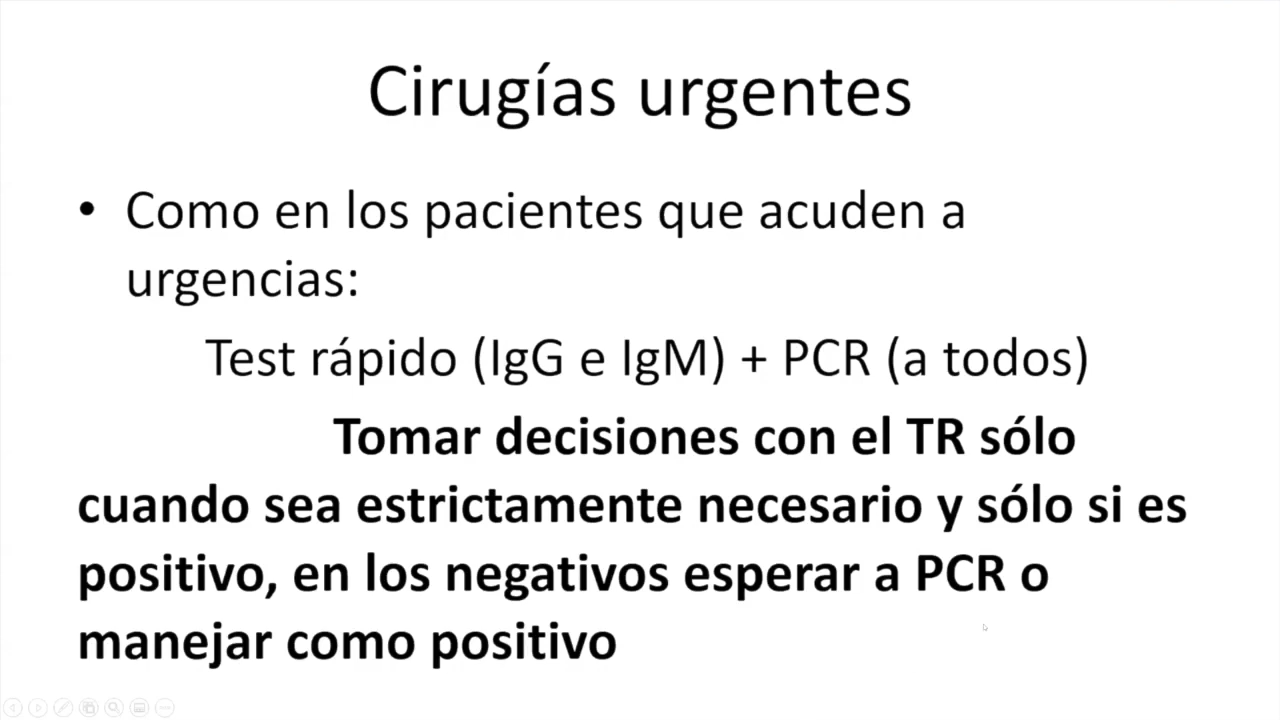 Cirugías urgentes
• Como en los pacientes que acuden a
urgencias:
Test rápido (IgG e IgM) + PCR (a todos)
Tomar decisiones con el TR sólo
cuando sea estrictamente necesario y sólo si es
positivo, en los negativos esperar a PCR o
manejar como positivo